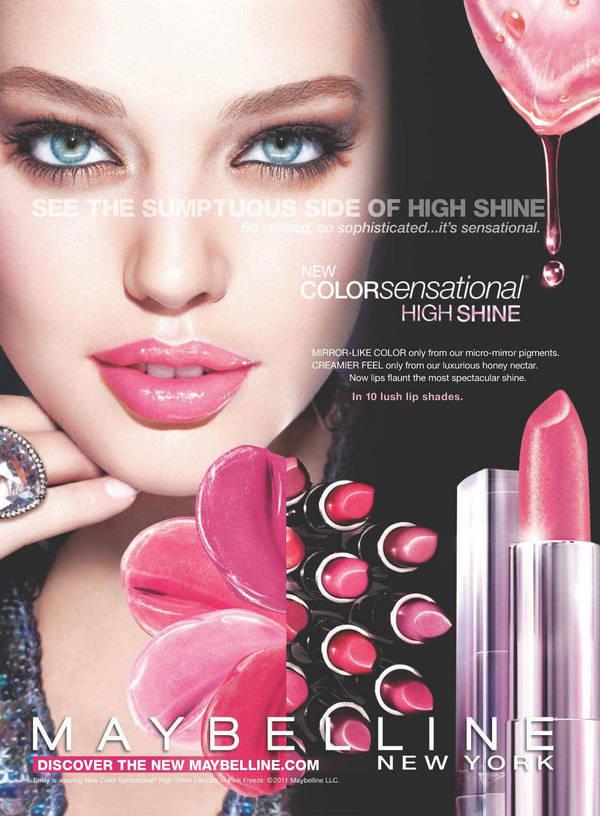 SEE THE SUMPTUOUS SIDE OF HIGH SHINE
So refined, so sophisticated...it's sensational.
NEW
COLORsensational®
HIGH SHINE
MIRROR-LIKE COLOR only from our micro-mirror pigments.
CREAMIER FEEL only from our luxurious honey nectar.
Now lips flaunt the most spectacular shine.
In 10 lush lip shades.
MAYBELLINE
NEW YORK
DISCOVER THE NEW MAYBELLINE.COM
Emily is wearing New Color Sensational® High Shine Lipcolor in Pink Freeze. ©2011 Maybelline LLC.